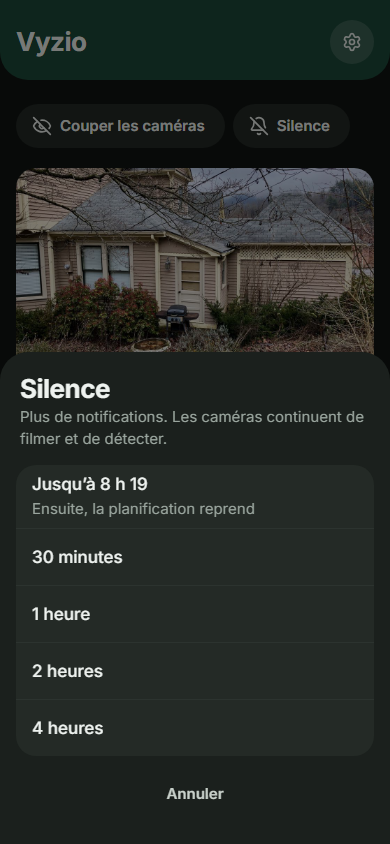 Vyzio
Couper les caméras
Silence
Silence
Plus de notifications. Les caméras continuent de
filmer et de détecter.
Jusqu’à 8 h 19
Ensuite, la planification reprend
30 minutes
1 heure
2 heures
4 heures
Annuler